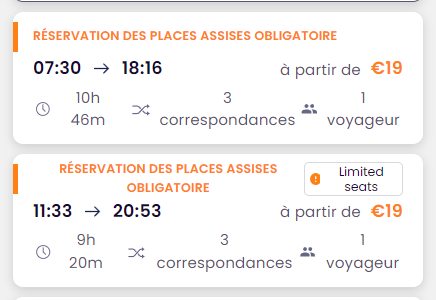 RÉSERVATION DES PLACES ASSISES OBLIGATOIRE
07:30 → 18:16 à partir de €19
10h 3 1
46m correspondances voyageur
RÉSERVATION DES PLACES ASSISES Limited
OBLIGATOIRE seats
11:33 → 20:53 à partir de €19
9h 3 1
20m correspondances voyageur